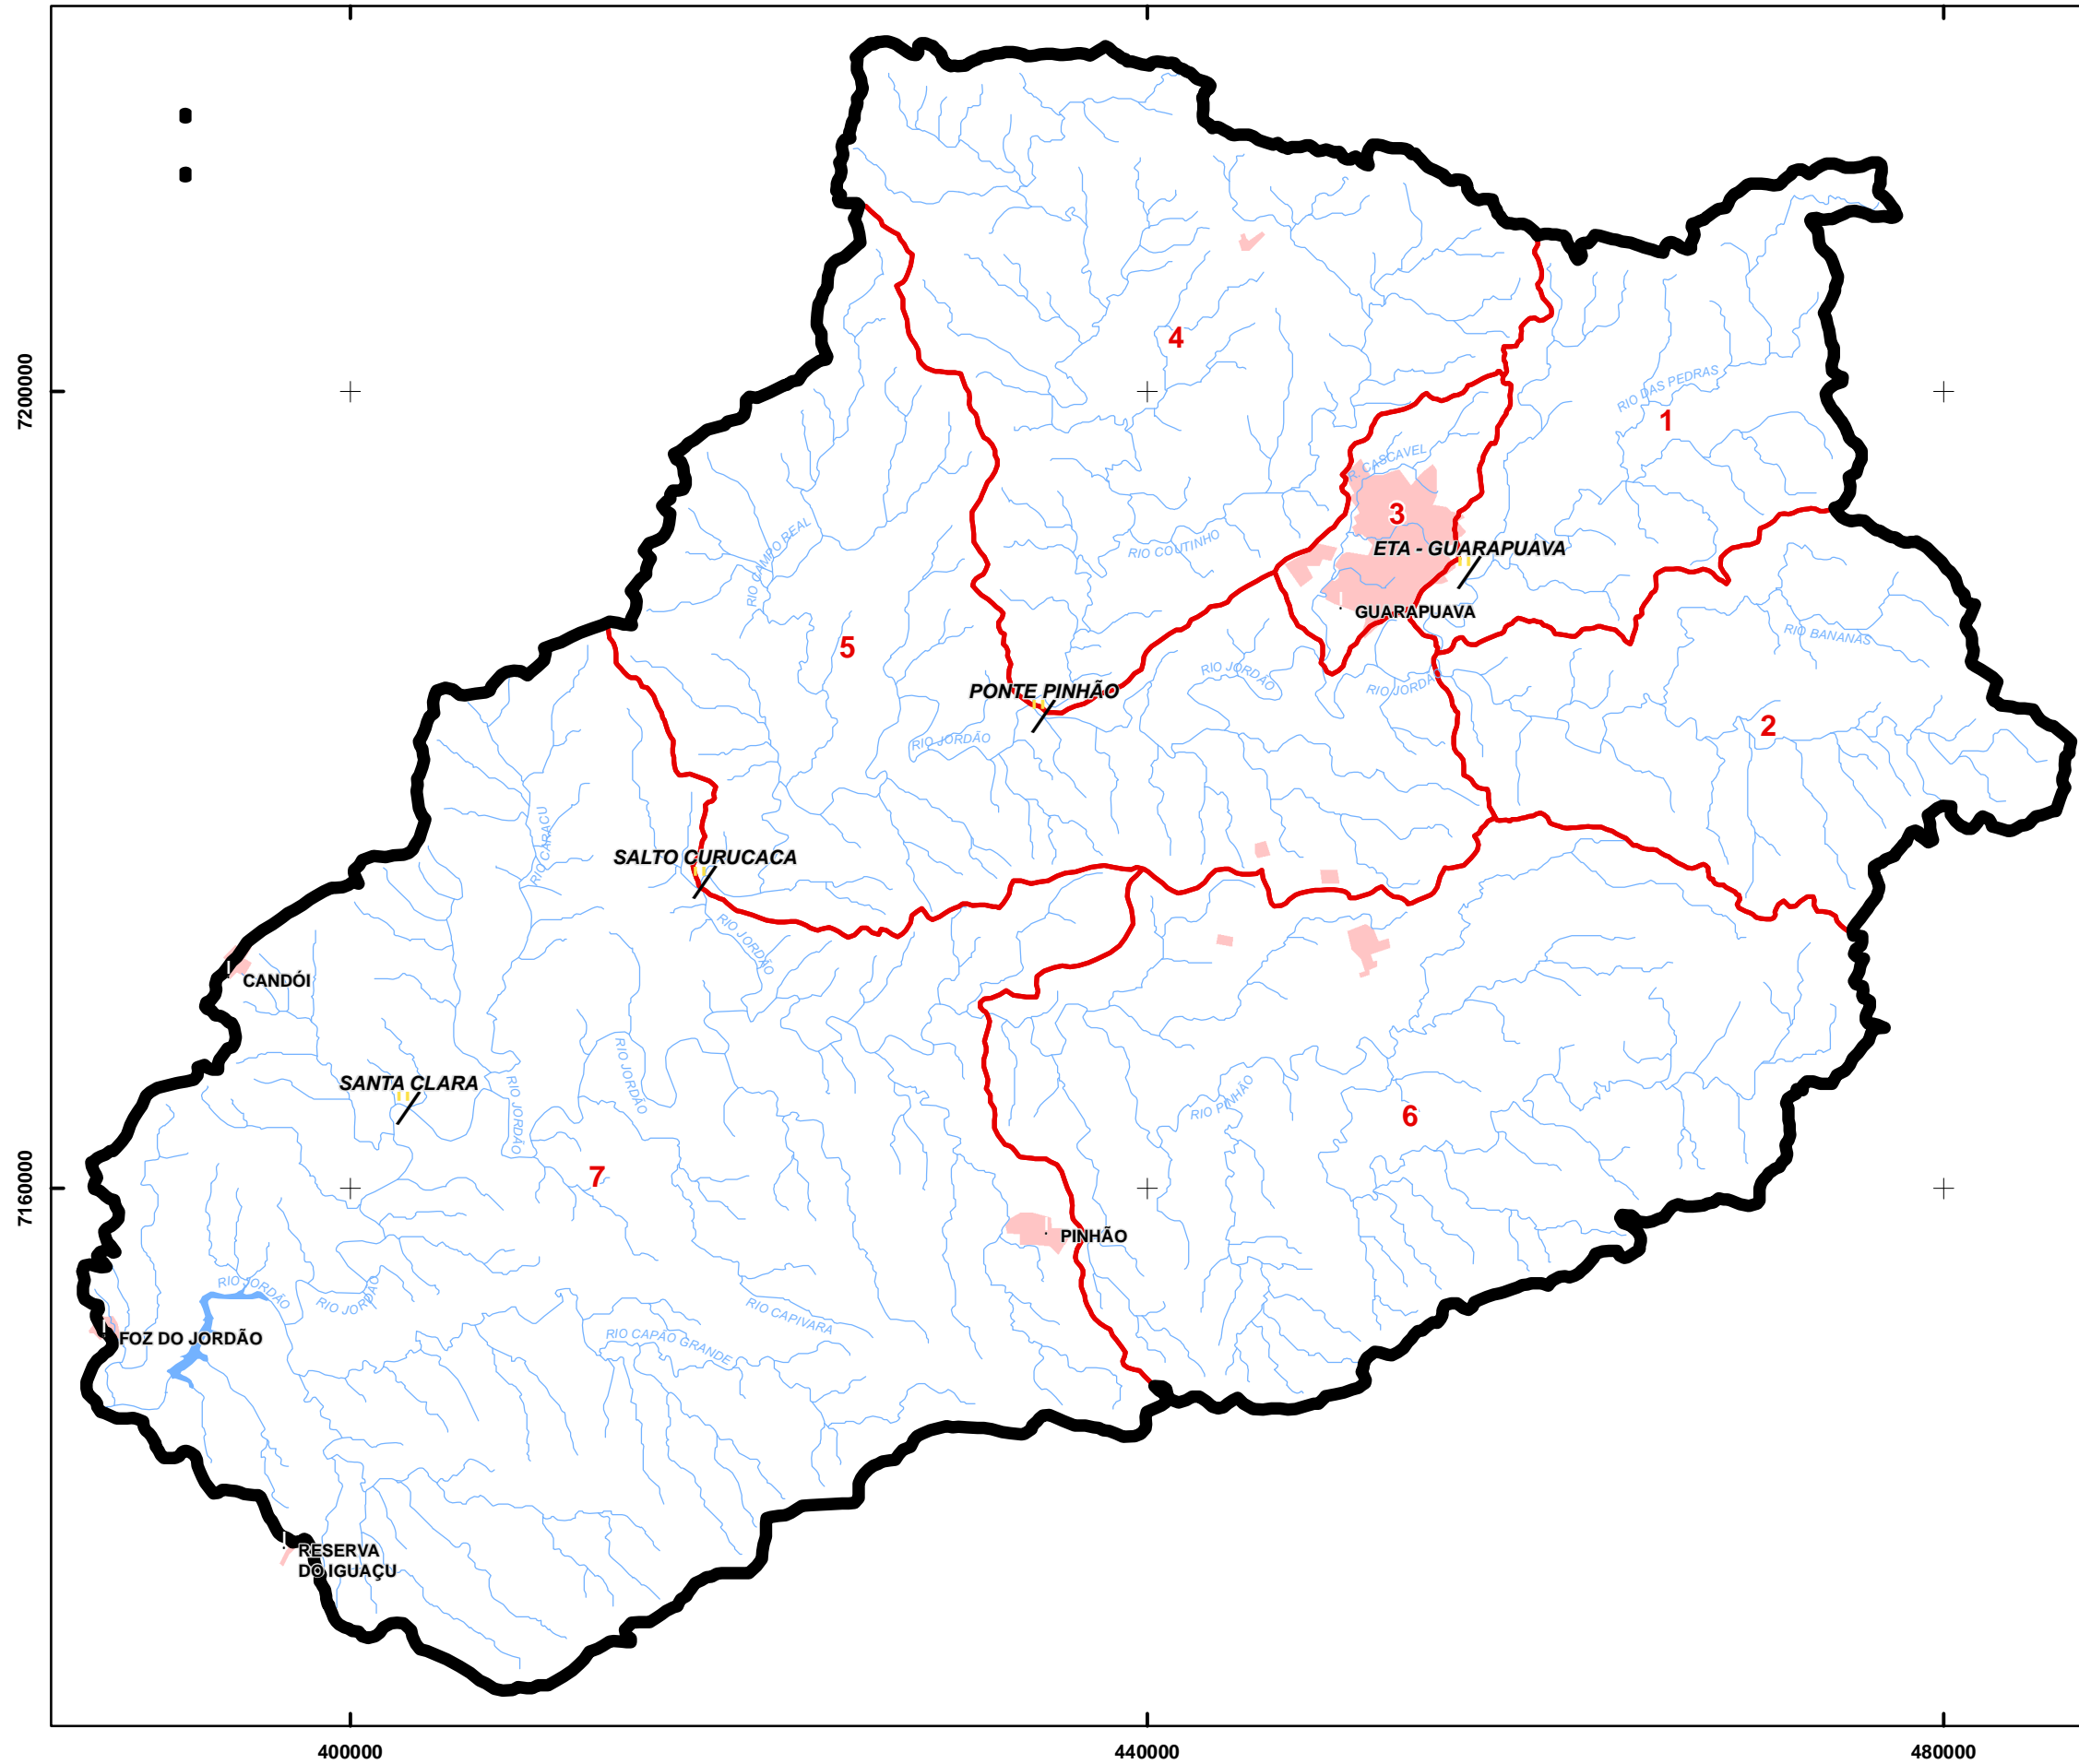 4
7200000
RIO DAS PEDRAS
1
R. CASCAVEL
3
RIO CAMPO REAL
RIO COUTINHO
ETA - GUARAPUAVA
GUARAPUAVA
RIO BANANAS
5
RIO JORDÃO
RIO JORDÃO
PONTE PINHÃO
2
RIO JORDÃO
RIO CARACU
SALTO CURUCACA
RIO JORDÃO
CANDÓI
RIO JORDÃO
SANTA CLARA
RIO JORDÃO
RIO PINHÃO
6
7
7160000
PINHÃO
RIO JORDÃO
RIO JORDÃO
RIO CAPIVARA
FOZ DO JORDÃO
RIO CAPÃO GRANDE
RESERVA
DO IGUAÇU
400000
440000
480000